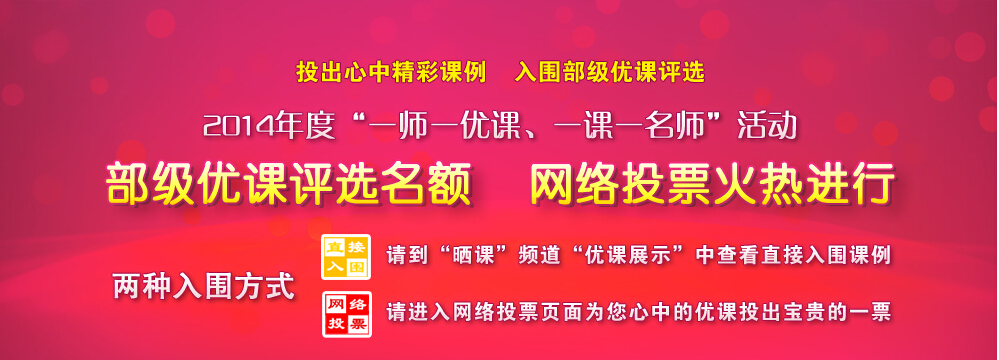 投出心中精彩课例 入围部级优课评选
2014年度“一师一优课、一课一名师”活动
部级优课评选名额 网络投票火热进行
两种入围方式
直接入围
请到“晒课”频道“优课展示”中查看直接入围课例
网络投票
请进入网络投票页面为您心中的优课投出宝贵的一票